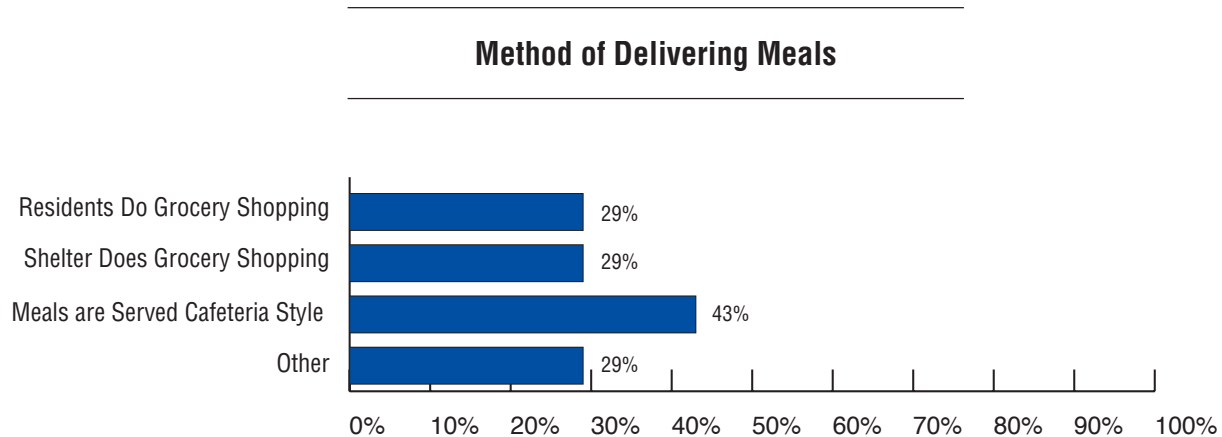 Method of Delivering Meals
Residents Do Grocery Shopping 29%
Shelter Does Grocery Shopping 29%
Meals are Served Cafeteria Style 43%
Other 29%
0% 10% 20% 30% 40% 50% 60% 70% 80% 90% 100%